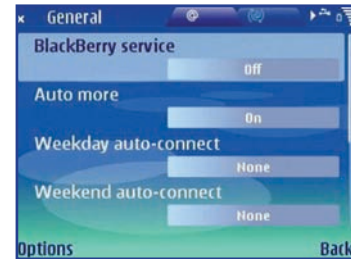 General
BlackBerry service
Off
Auto more
On
Weekday auto-connect
None
Weekend auto-connect
None
Options Back